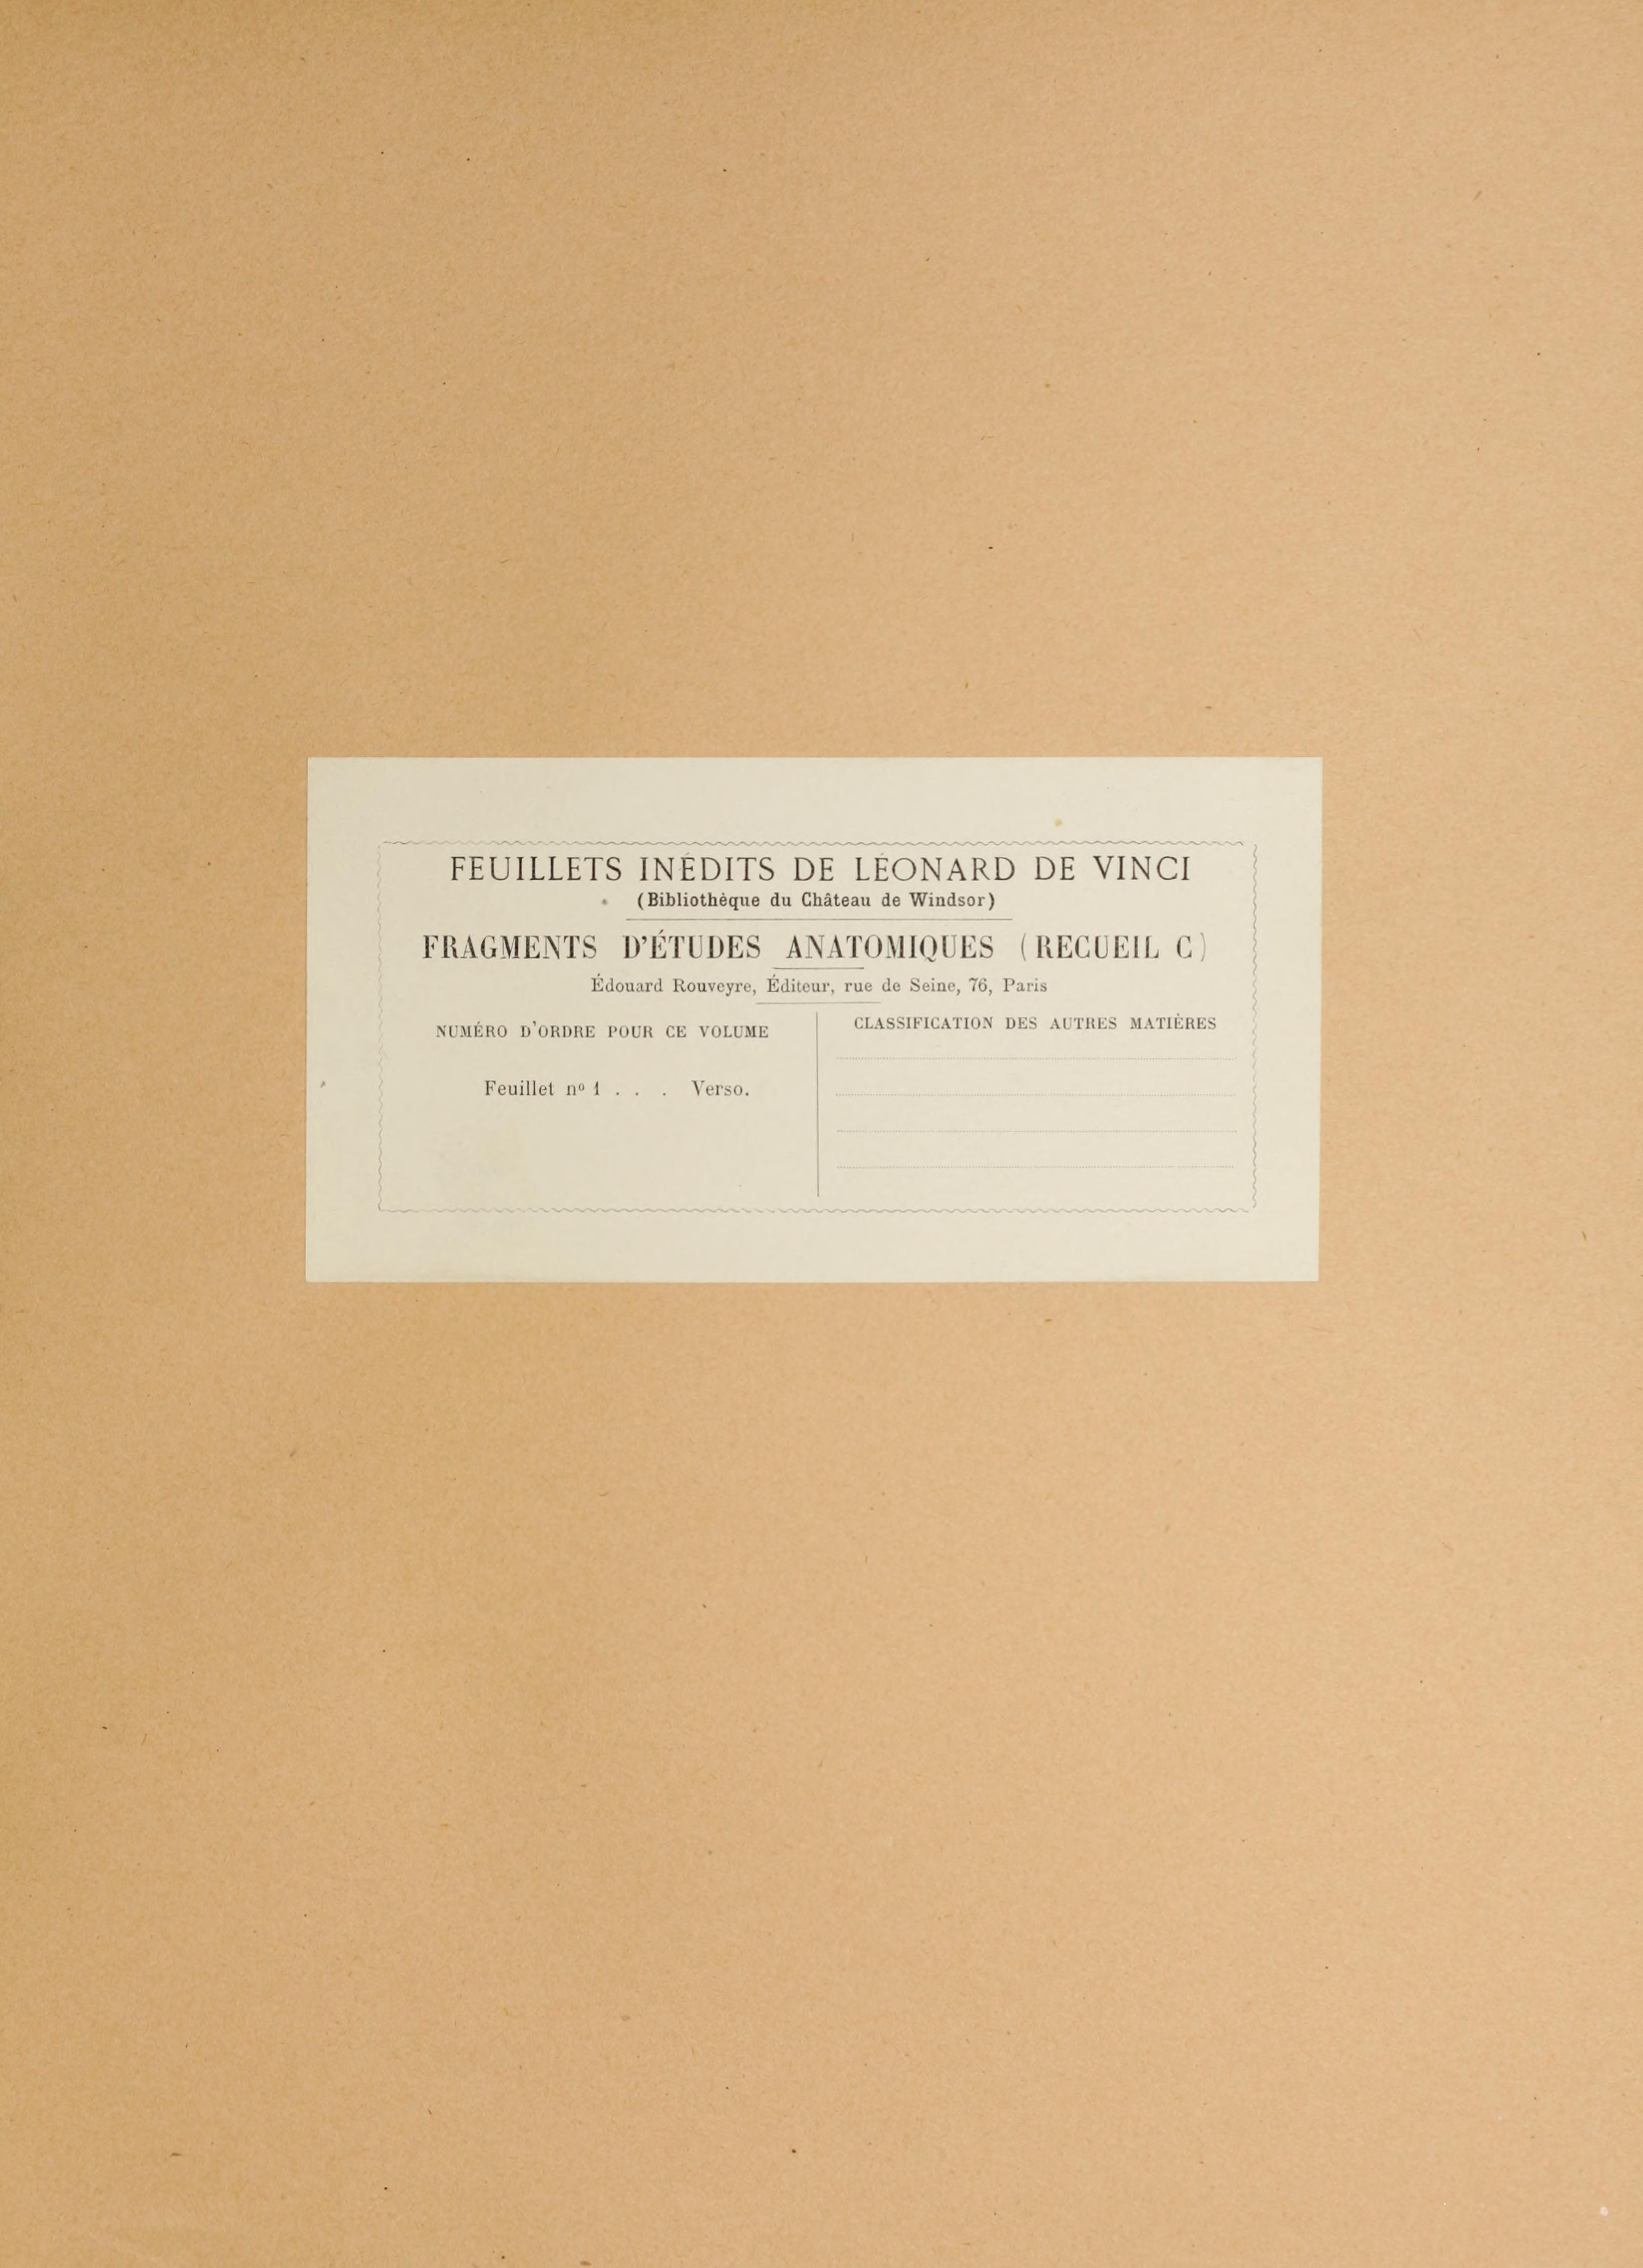 FEUILLETS INÉDITS DE LÉONARD DE VINCI
(Bibliothèque du Château de Windsor)
FRAGMENTS D'ÉTUDES ANATOMIQUES (RECUEIL C)
Édouard Rouveyre, Éditeur, rue de Seine, 76, Paris
NUMÉRO D'ORDRE POUR CE VOLUME
Feuillet nº 1 . . . Verso.
CLASSIFICATION DES AUTRES MATIÈRES